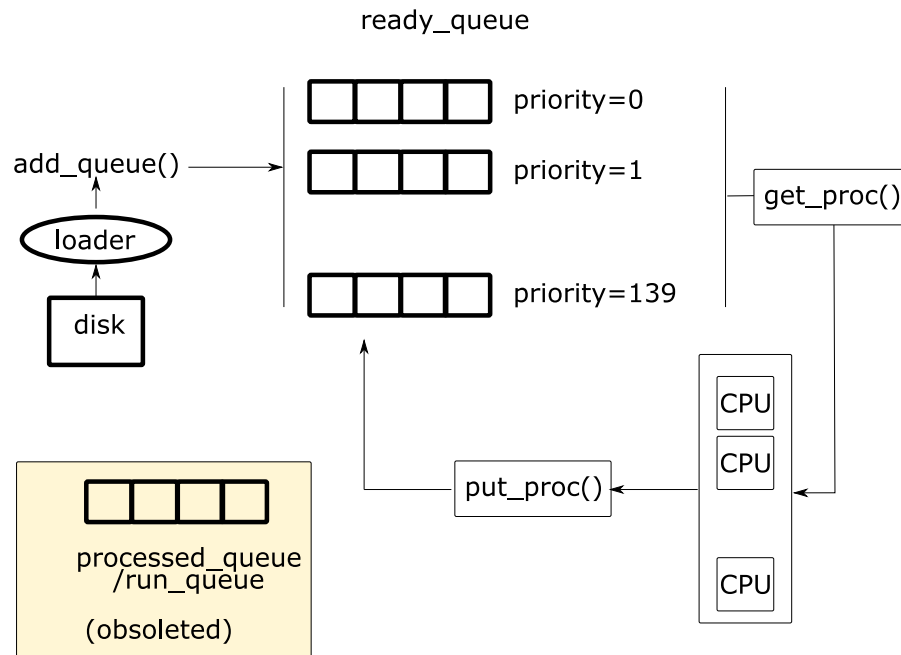 ready_queue
priority=0
add_queue()
priority=1
get_proc()
loader
priority=139
disk
CPU
CPU
put_proc()
processed_queue
/run_queue
CPU
(obsoleted)